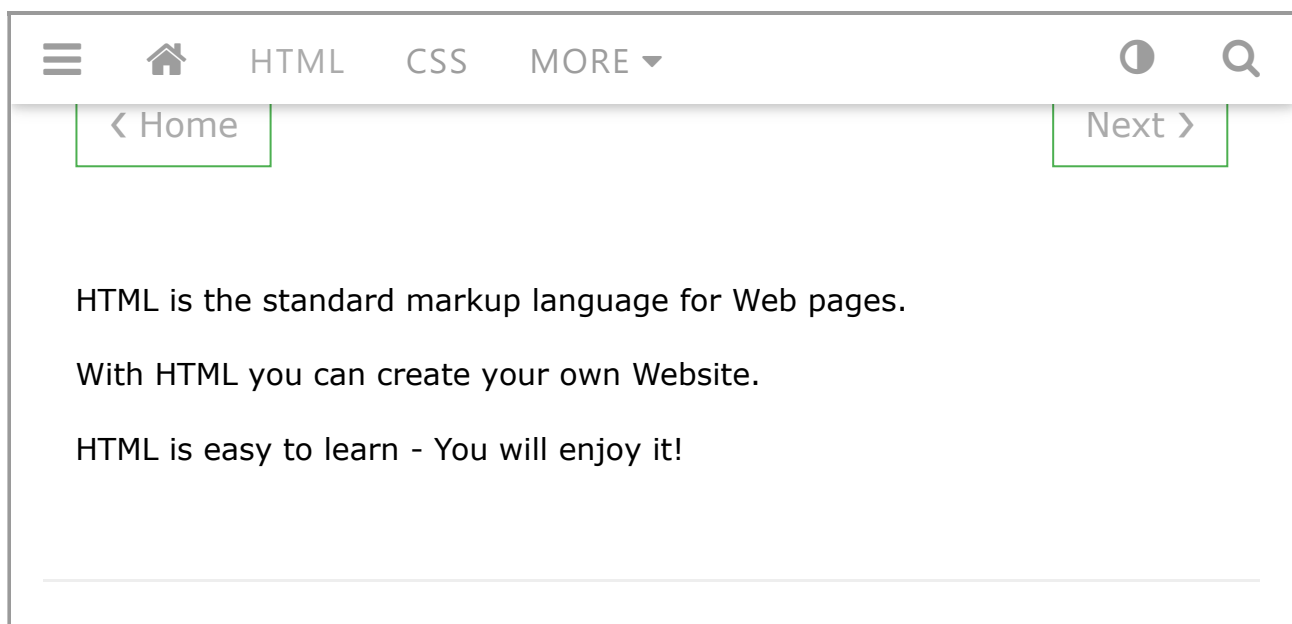 HTML CSS MORE
❮ Home Next ❯
HTML is the standard markup language for Web pages.
With HTML you can create your own Website.
HTML is easy to learn - You will enjoy it!